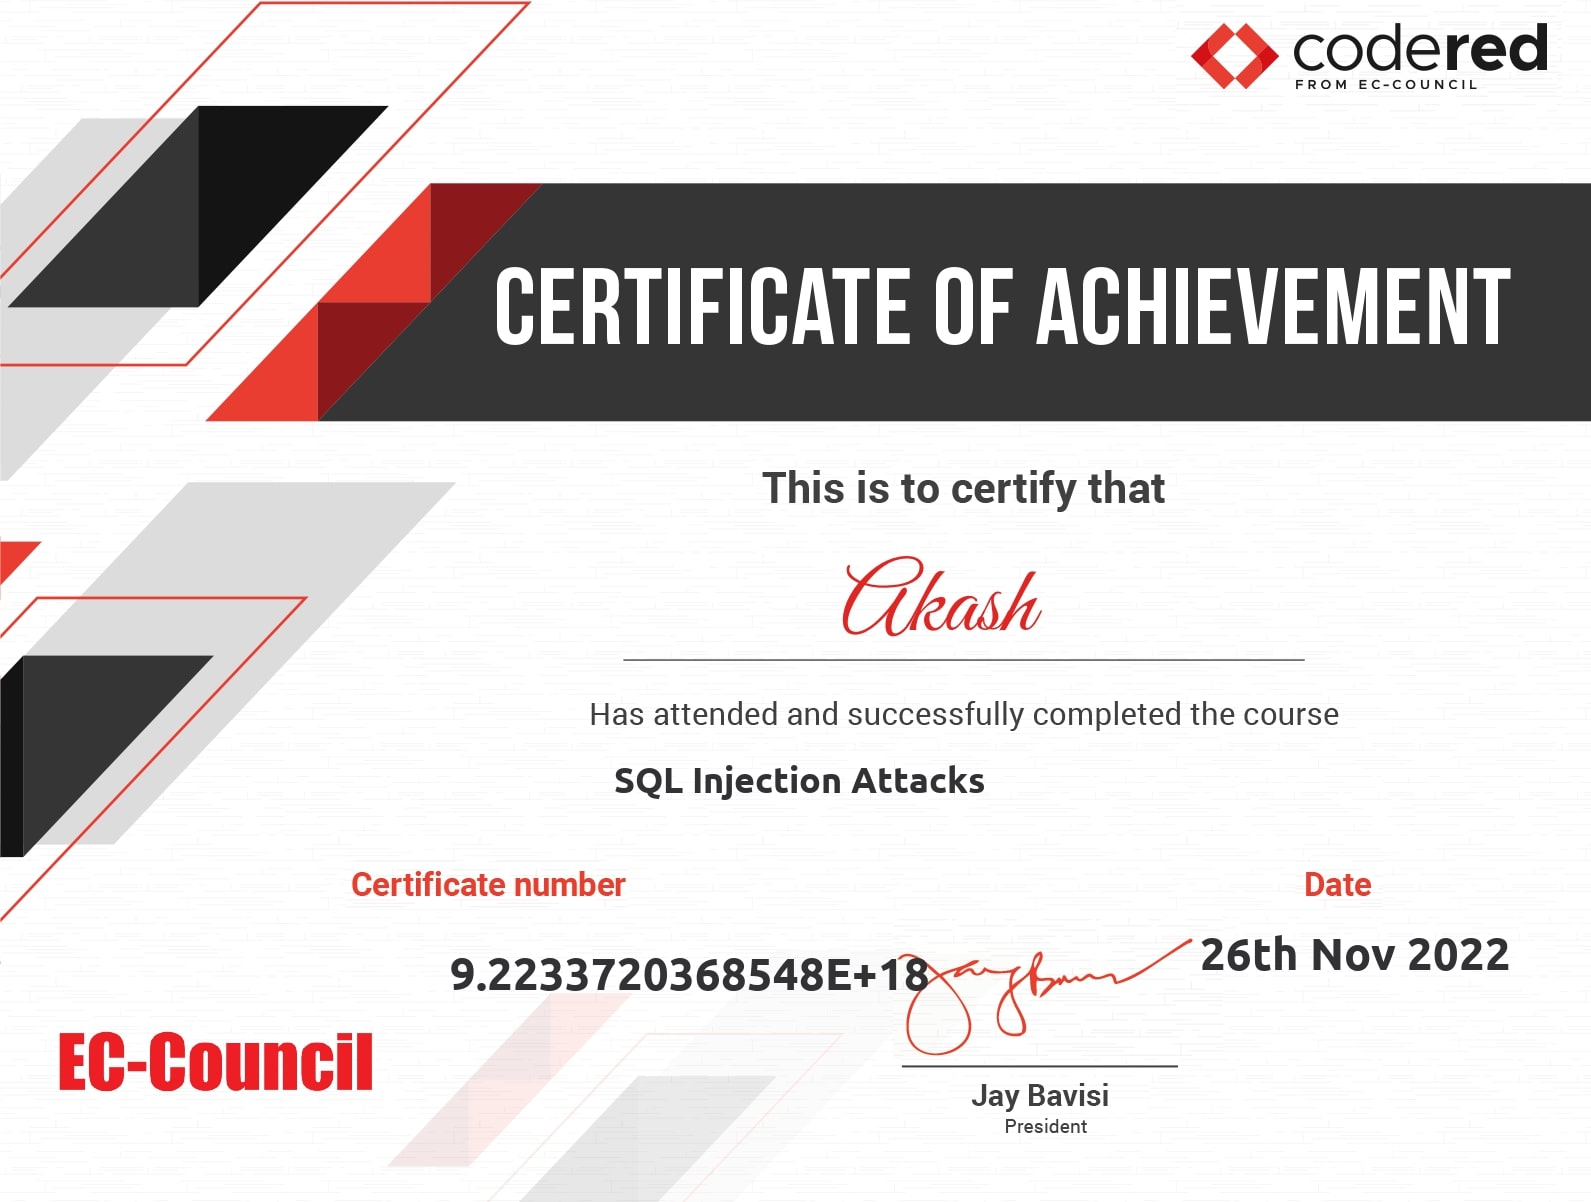 codered
FROM EC-COUNCIL
CERTIFICATE OF ACHIEVEMENT
This is to certify that
Akash
Has attended and successfully completed the course
SQL Injection Attacks
Certificate number
Date
9.2233720368548E+18
26th Nov 2022
EC-Council
Jay Bavisi
President